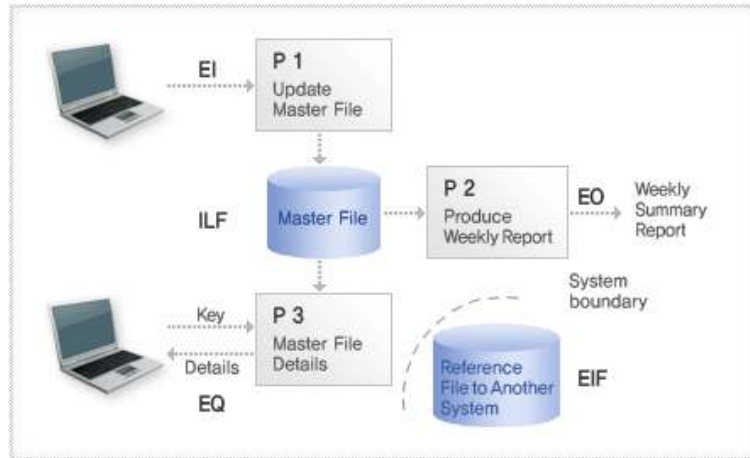 EI
P 1
Update
Master File
ILF
Master File
P 2
Produce
Weekly Report
EO
Weekly
Summary
Report
System
boundary
Key
Details
P 3
Master File
Details
EQ
Reference
File to Another
System
EIF